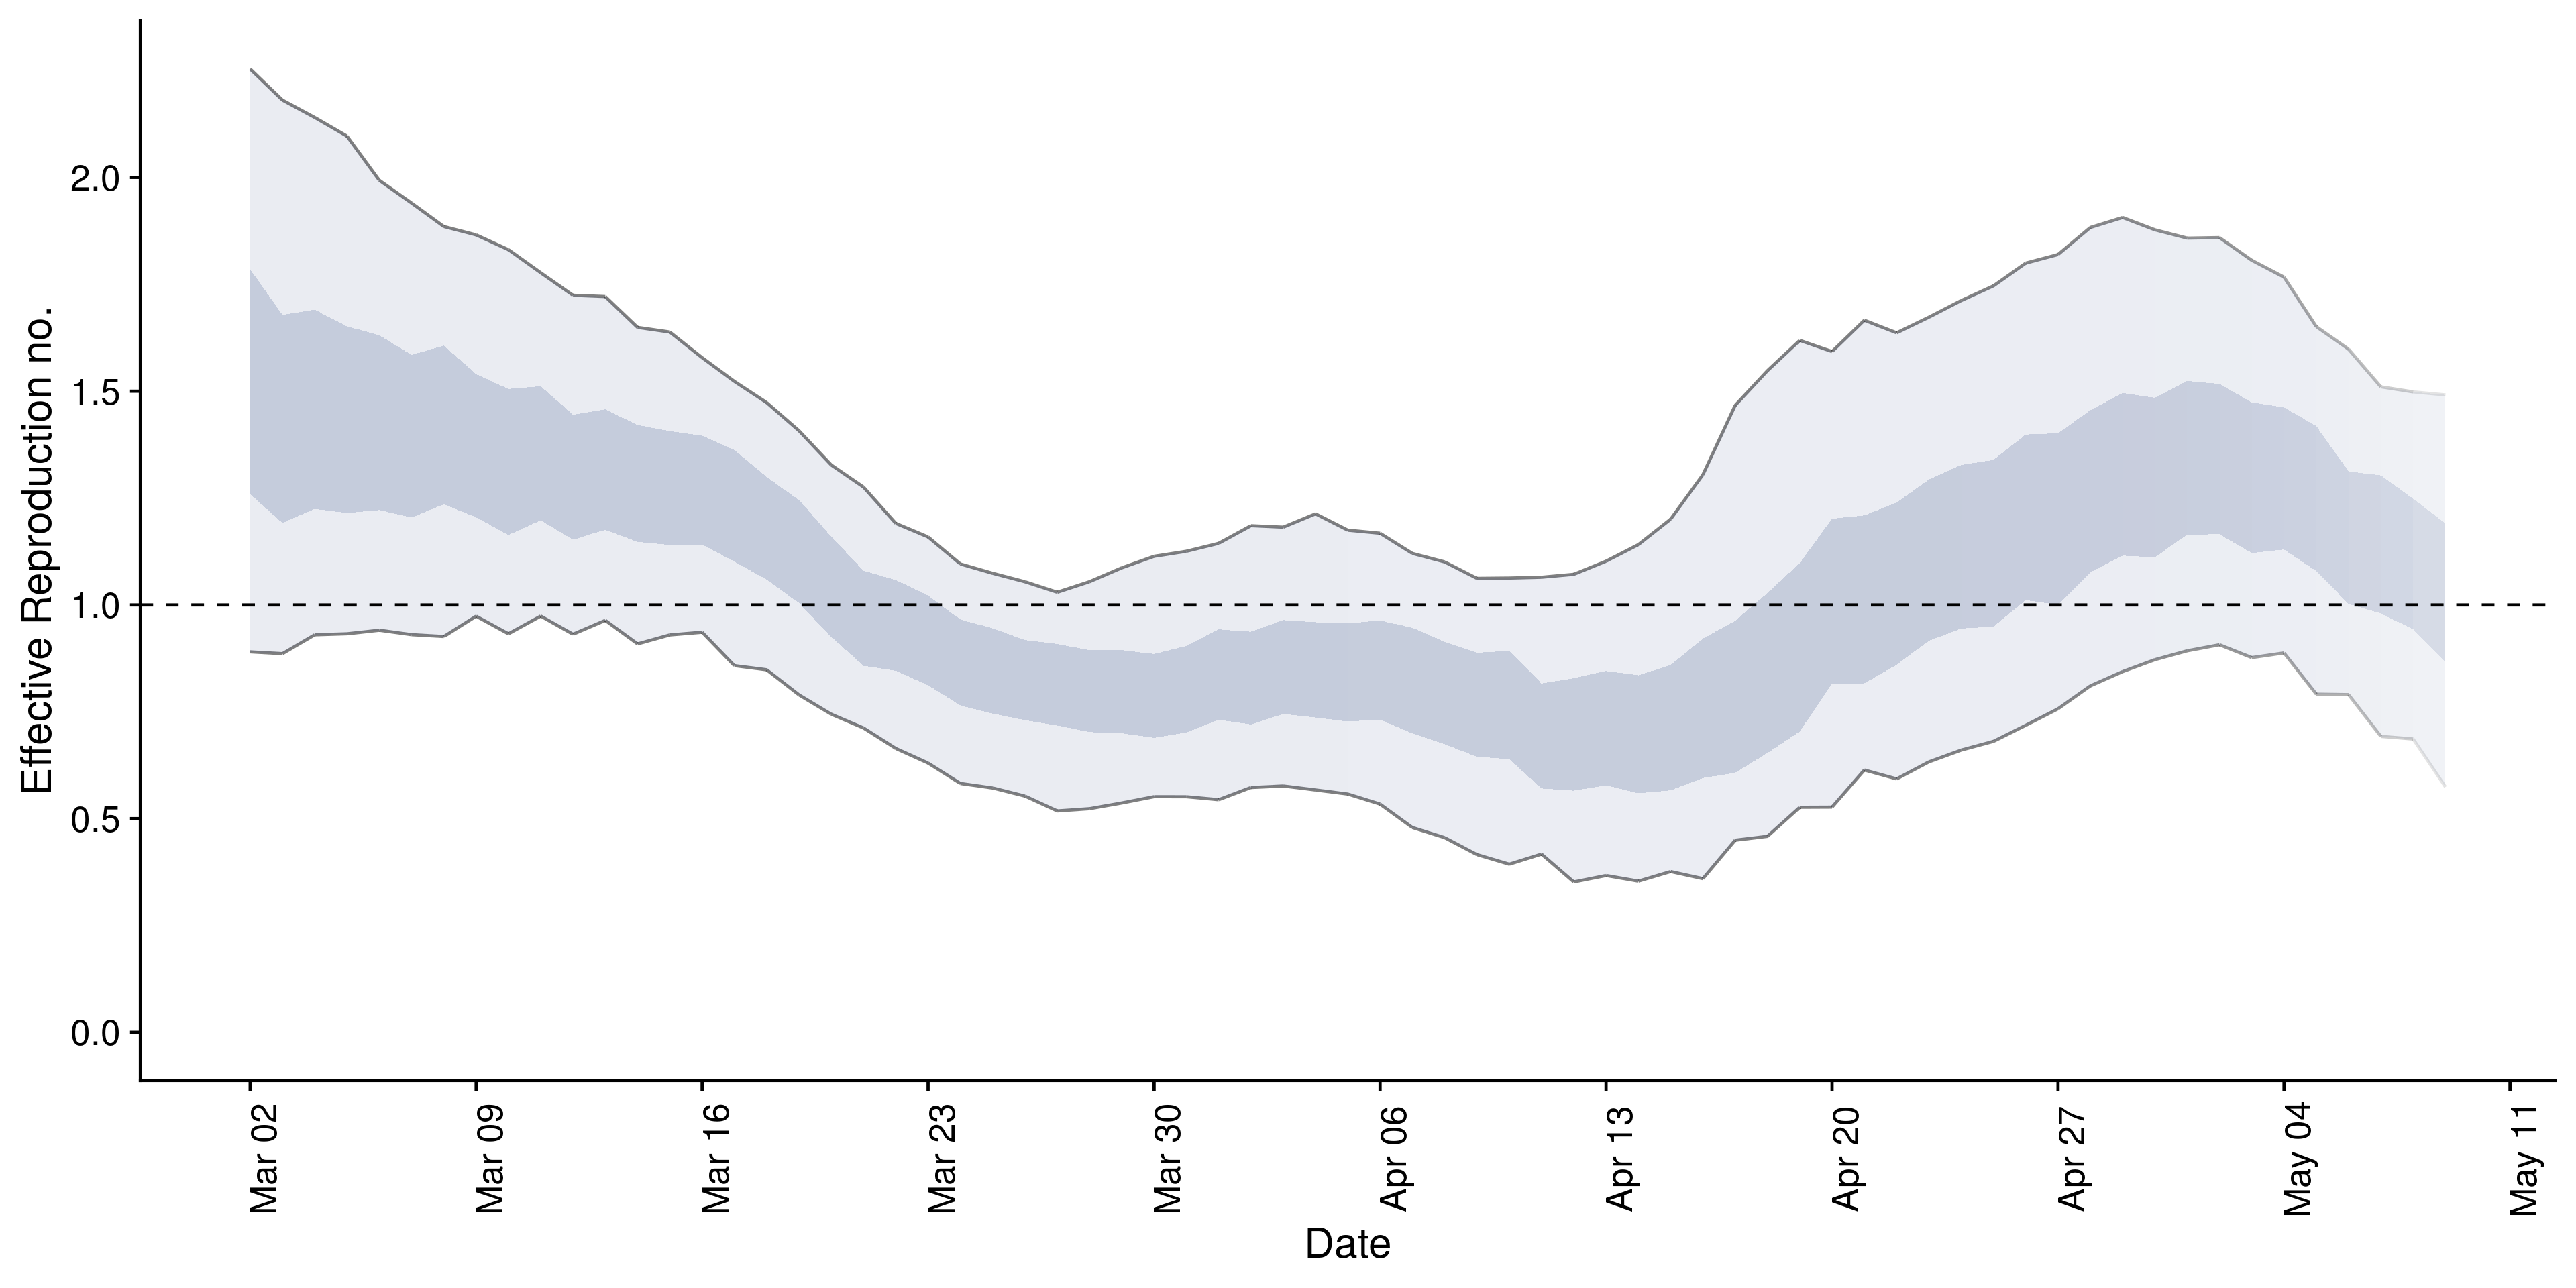 Effective Reproduction no.
2.0
1.5
1.0
0.5
0.0
Mar 02
Mar 09
Mar 16
Mar 23
Mar 30
Apr 06
Apr 13
Apr 20
Apr 27
May 04
May 11
Date